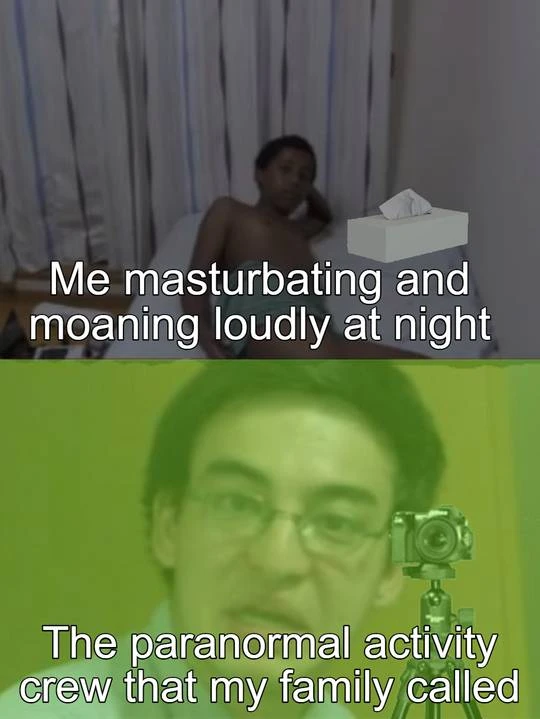 Me masturbating and
moaning loudly at night
The paranormal activity
crew that my family called